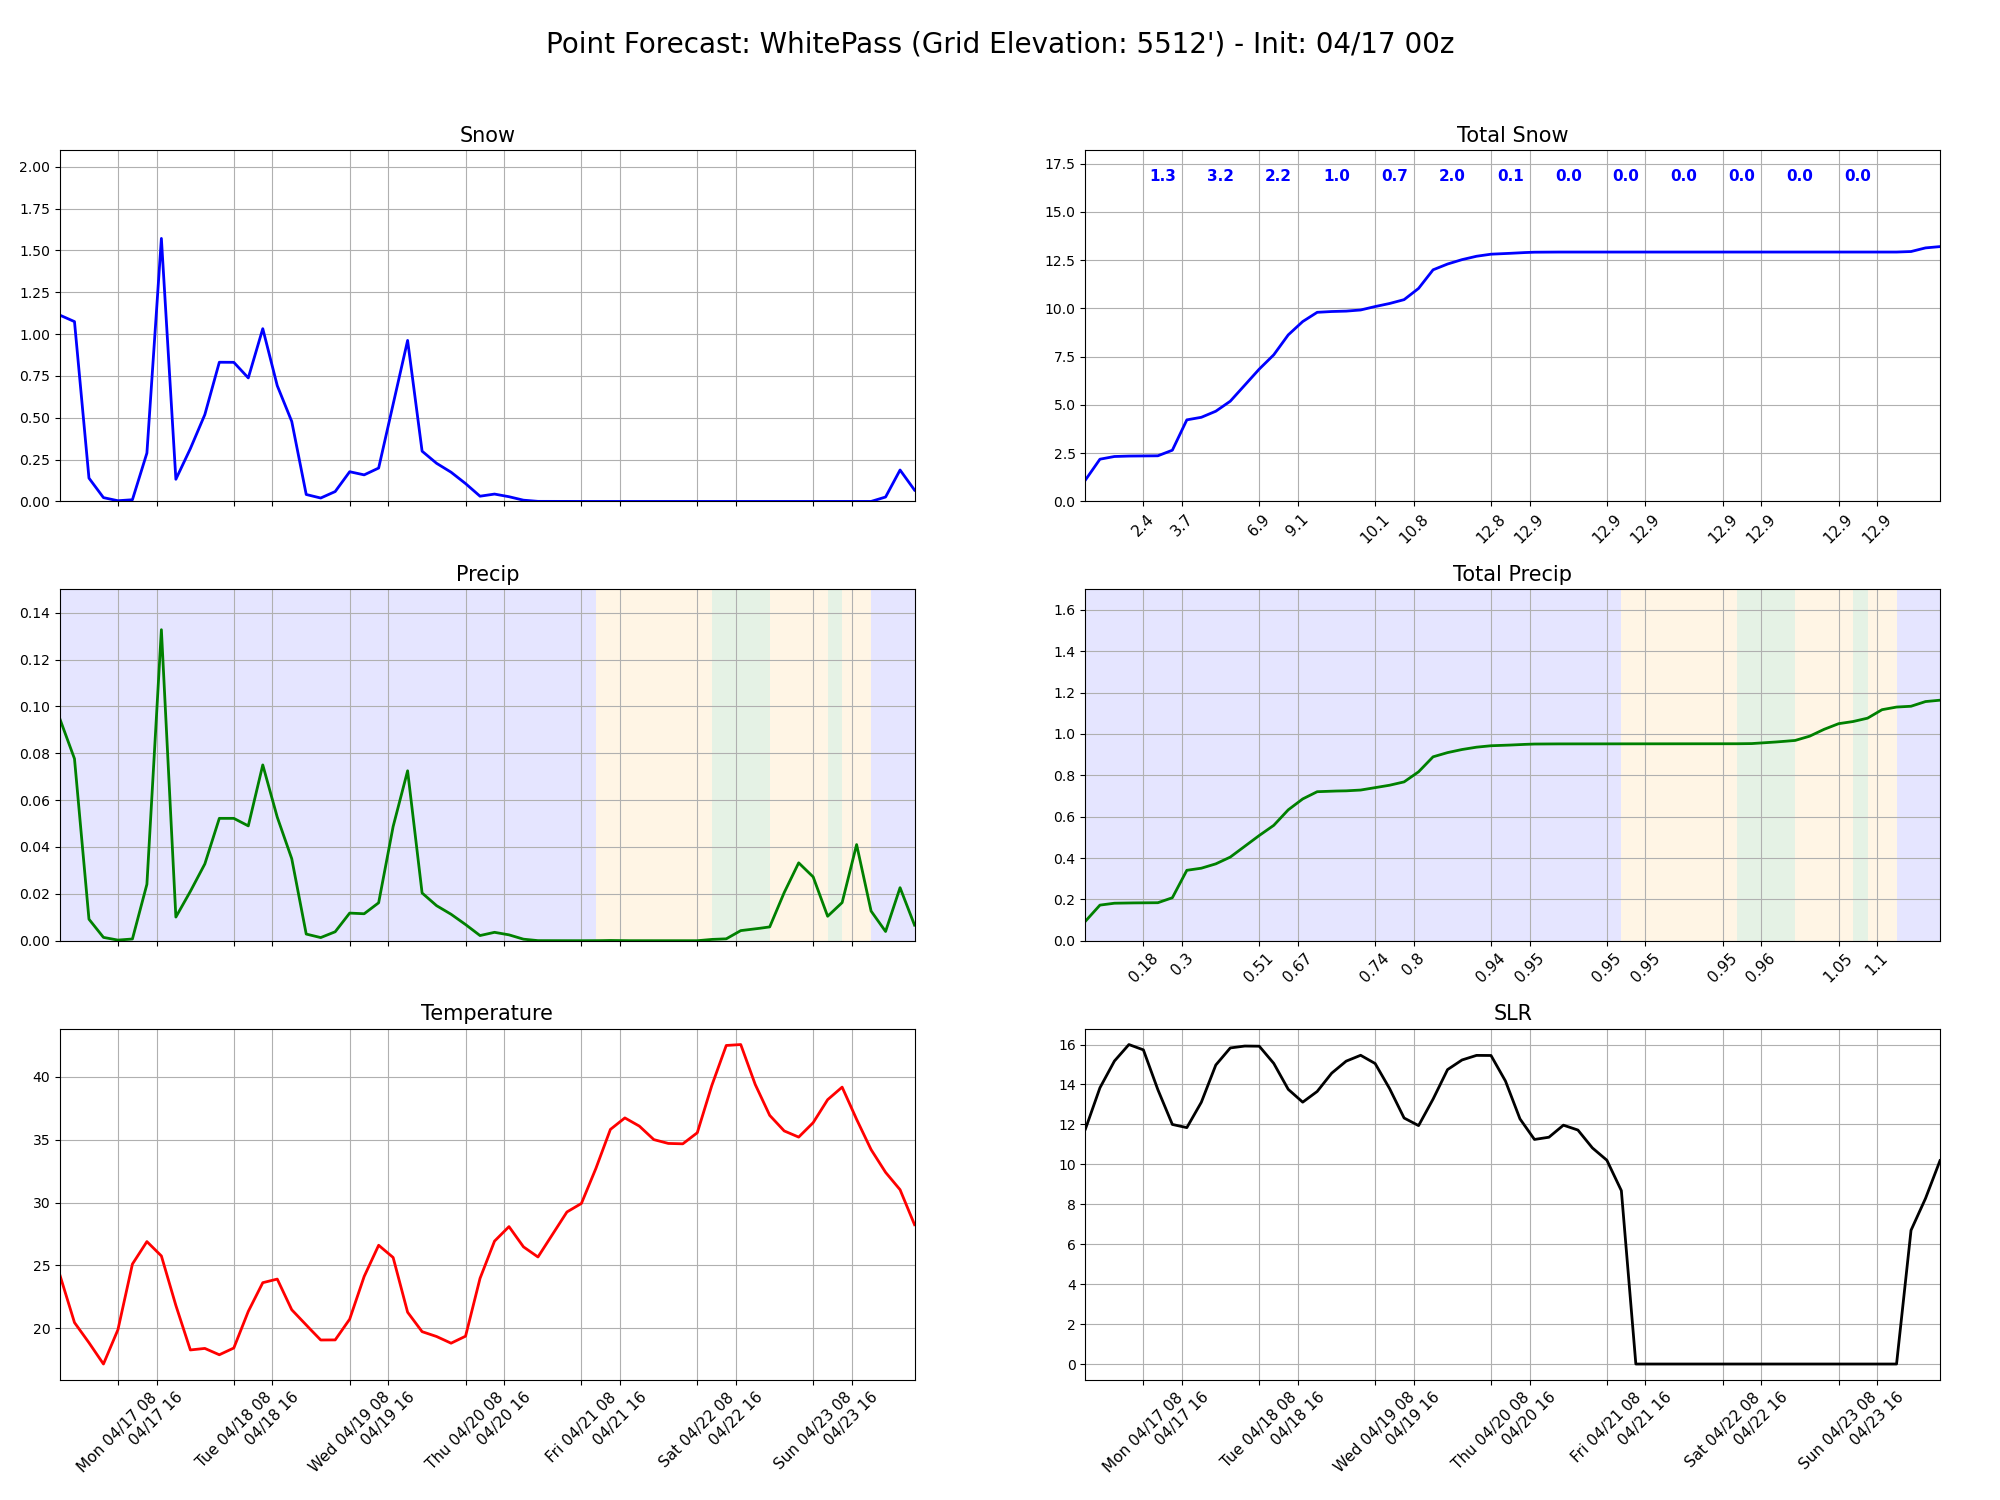 Point Forecast: WhitePass (Grid Elevation: 5512') - Init: 04/17 00z
Snow
2.00
1.75
1.50
1.25
1.00
0.75
0.50
0.25
0.00
Total Snow
17.5
15.0
12.5
10.0
7.5
5.0
2.5
0.0
1.3 3.2 2.2 1.0 0.7 2.0 0.1 0.0 0.0 0.0 0.0 0.0 0.0
2.4 3.7 6.9 9.1 10.1 10.8 12.8 12.9 12.9 12.9 12.9 12.9 12.9 12.9
Precip
0.14
0.12
0.10
0.08
0.06
0.04
0.02
0.00
Total Precip
1.6
1.4
1.2
1.0
0.8
0.6
0.4
0.2
0.0
0.18 0.3 0.51 0.67 0.74 0.8 0.94 0.95 0.95 0.95 0.95 0.96 1.05 1.1
Temperature
40
35
30
25
20
Mon 04/17 08
04/17 16
Tue 04/18 08
04/18 16
Wed 04/19 08
04/19 16
Thu 04/20 08
04/20 16
Fri 04/21 08
04/21 16
Sat 04/22 08
04/22 16
Sun 04/23 08
04/23 16
SLR
16
14
12
10
8
6
4
2
0
Mon 04/17 08
04/17 16
Tue 04/18 08
04/18 16
Wed 04/19 08
04/19 16
Thu 04/20 08
04/20 16
Fri 04/21 08
04/21 16
Sat 04/22 08
04/22 16
Sun 04/23 08
04/23 16